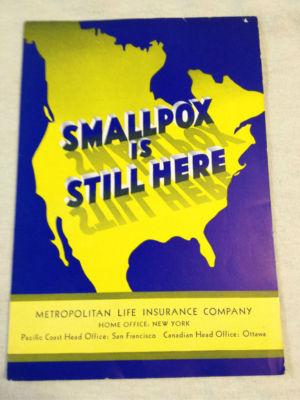 SMALLPOX
IS
STILL HERE
METROPOLITAN LIFE INSURANCE COMPANY
HOME OFFICE: NEW YORK
Pacific Coast Head Office: San Francisco Canadian Head Office: Ottawa